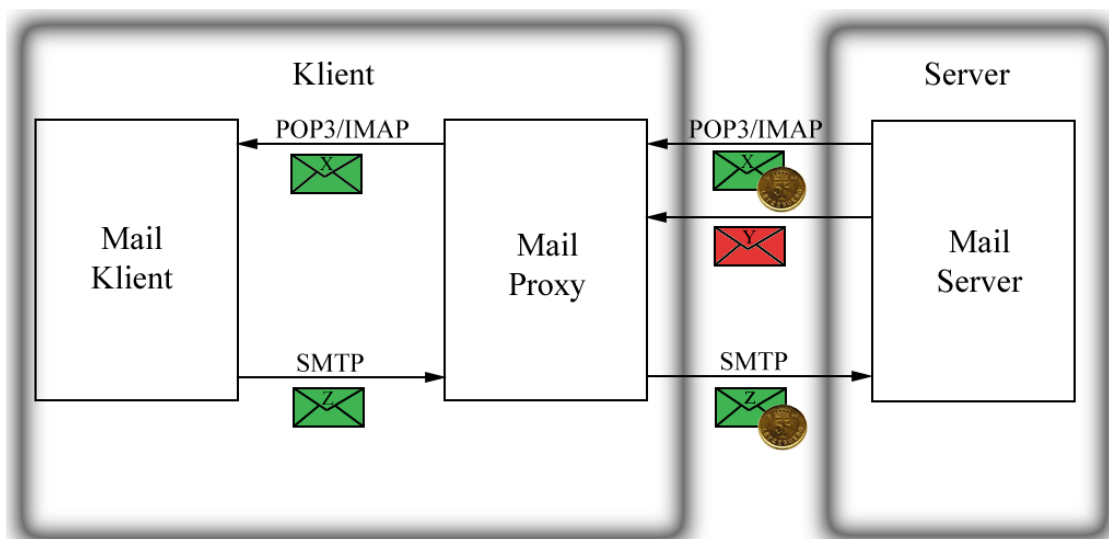 Klient
Server
POP3/IMAP
POP3/IMAP
X
X
Y
Mail
Klient
Mail
Proxy
Mail
Server
SMTP
SMTP
Z
Z